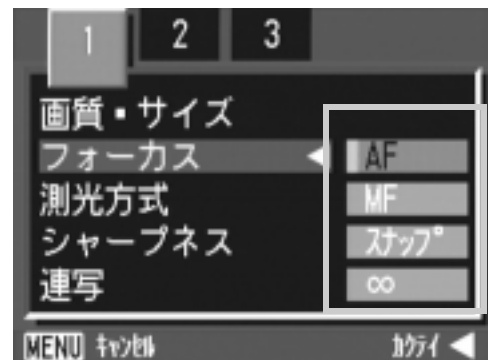 1 2 3
画質・サイズ
フォーカス ◀ AF
測光方式 MF
シャープネス スナップ
連写 ∞
MENU キャンセル カクテイ ◀